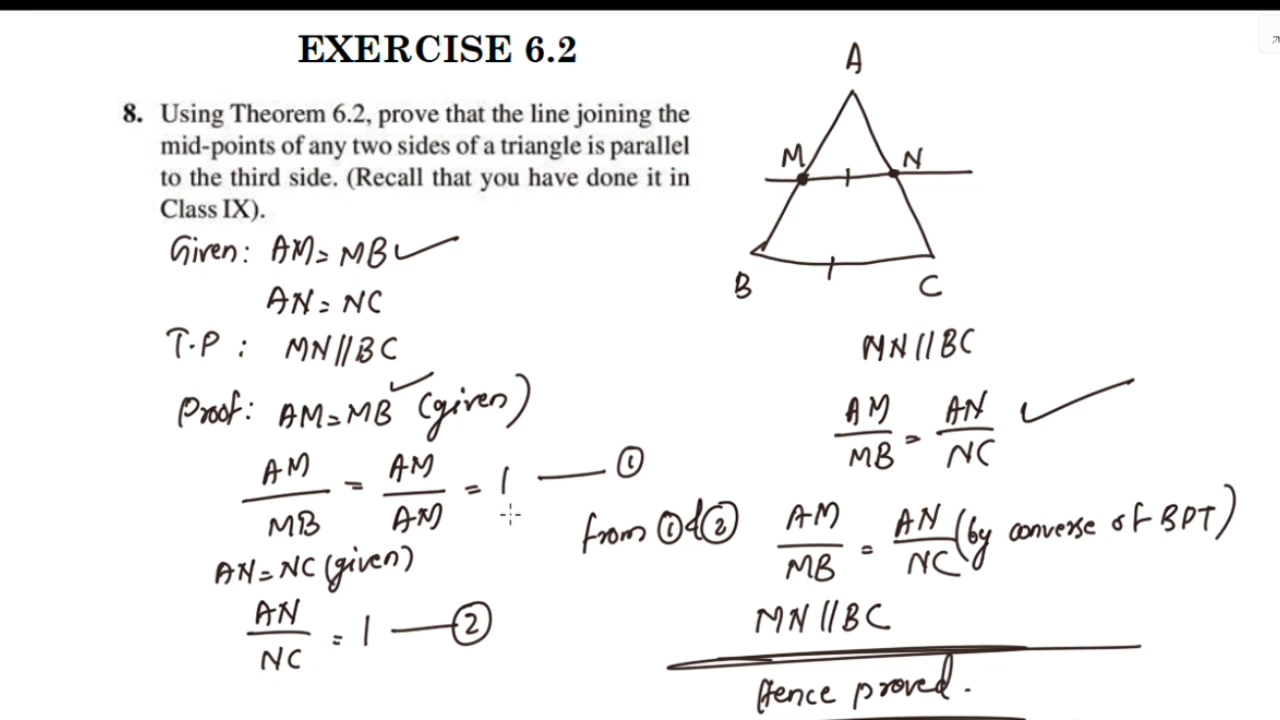 EXERCISE 6.2
8. Using Theorem 6.2, prove that the line joining the
mid-points of any two sides of a triangle is parallel
to the third side. (Recall that you have done it in
Class IX).
Given: AM = MB ✓
AN = NC
T.P : MN // BC
Proof: AM = MB ✓ (given)
AM/MB = AM/AM = 1 — ①
AN = NC (given)
AN/NC = 1 — ②
A
M N
B C
MN // BC
AM/MB = AN/NC ✓
from ① & ② AM/MB = AN/NC (by converse of BPT)
MN // BC
Hence proved.